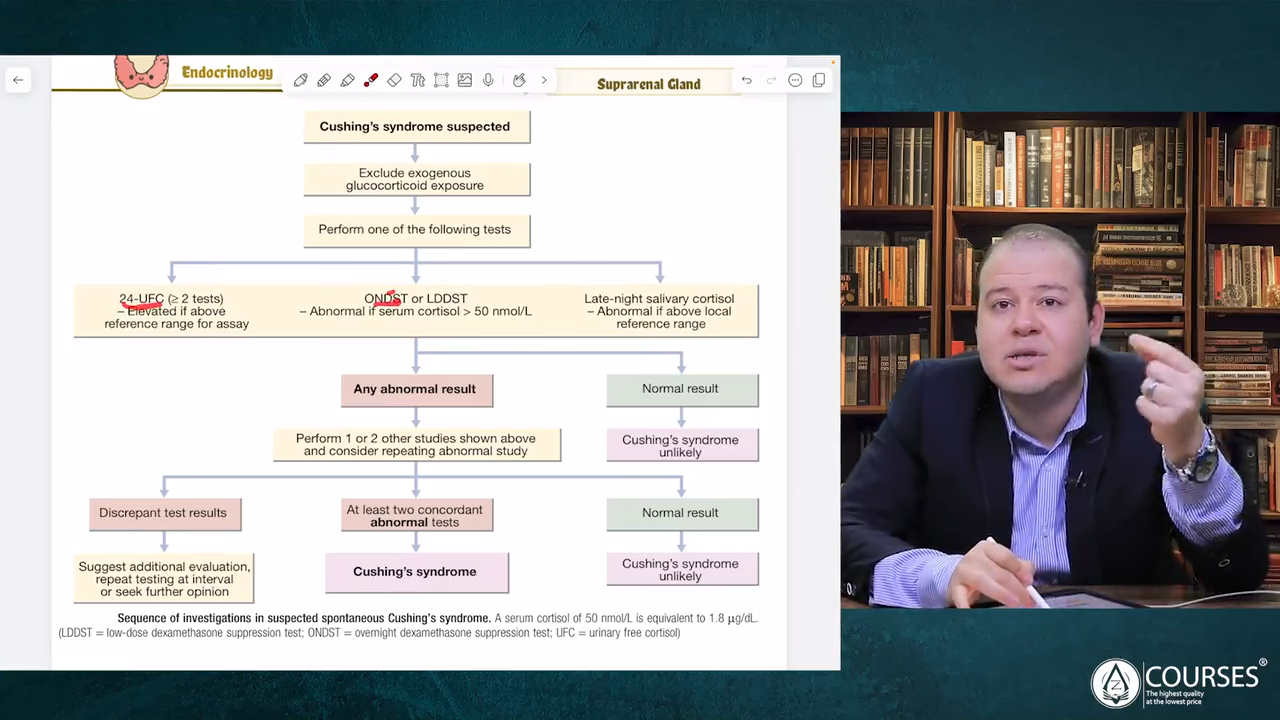 Endocrinology
Suprarenal Gland
Cushing's syndrome suspected
Exclude exogenous
glucocorticoid exposure
Perform one of the following tests
24-UFC (≥ 2 tests)
– Elevated if above
reference range for assay
ONDST or LDDST
– Abnormal if serum cortisol > 50 nmol/L
Late-night salivary cortisol
– Abnormal if above local
reference range
Any abnormal result
Normal result
Perform 1 or 2 other studies shown above
and consider repeating abnormal study
Cushing's syndrome
unlikely
Discrepant test results
At least two concordant
abnormal tests
Normal result
Suggest additional evaluation,
repeat testing at interval
or seek further opinion
Cushing's syndrome
Cushing's syndrome
unlikely
Sequence of investigations in suspected spontaneous Cushing's syndrome. A serum cortisol of 50 nmol/L is equivalent to 1.8 µg/dL.
(LDDST = low-dose dexamethasone suppression test; ONDST = overnight dexamethasone suppression test; UFC = urinary free cortisol)
COURSES®
The highest quality
at the lowest price